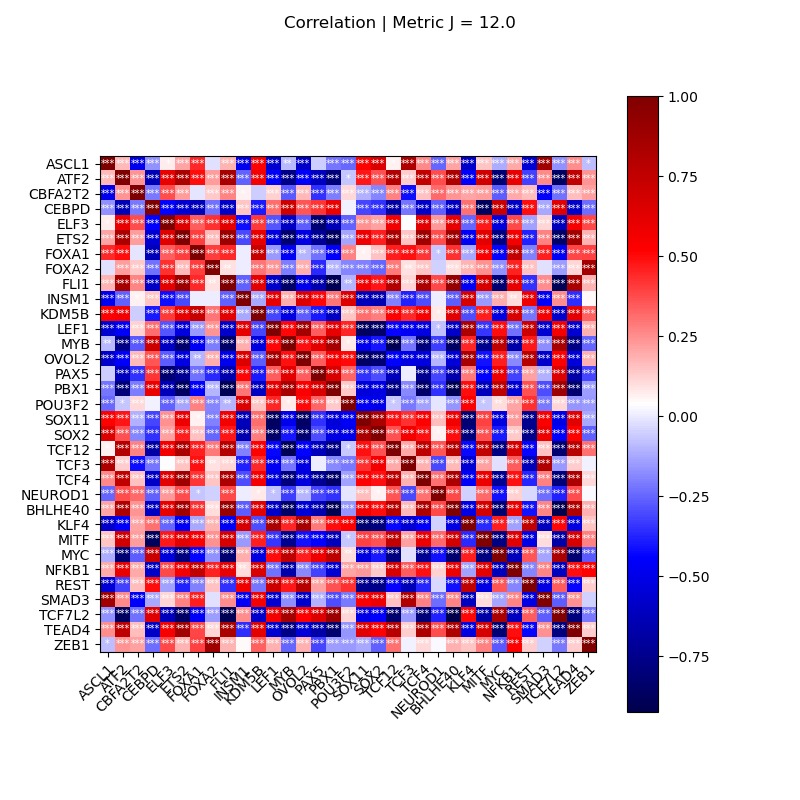 Correlation | Metric J = 12.0
ASCL1
ATF2
CBFA2T2
CEBPD
ELF3
ETS2
FOXA1
FOXA2
FLI1
INSM1
KDM5B
LEF1
MYB
OVOL2
PAX5
PBX1
POU3F2
SOX11
SOX2
TCF12
TCF3
TCF4
NEUROD1
BHLHE40
KLF4
MITF
MYC
NFKB1
REST
SMAD3
TCF7L2
TEAD4
ZEB1
ASCL1
ATF2
CBFA2T2
CEBPD
ELF3
ETS2
FOXA1
FOXA2
FLI1
INSM1
KDM5B
LEF1
MYB
OVOL2
PAX5
PBX1
POU3F2
SOX11
SOX2
TCF12
TCF3
TCF4
NEUROD1
BHLHE40
KLF4
MITF
MYC
NFKB1
REST
SMAD3
TCF7L2
TEAD4
ZEB1
1.00
0.75
0.50
0.25
0.00
−0.25
−0.50
−0.75